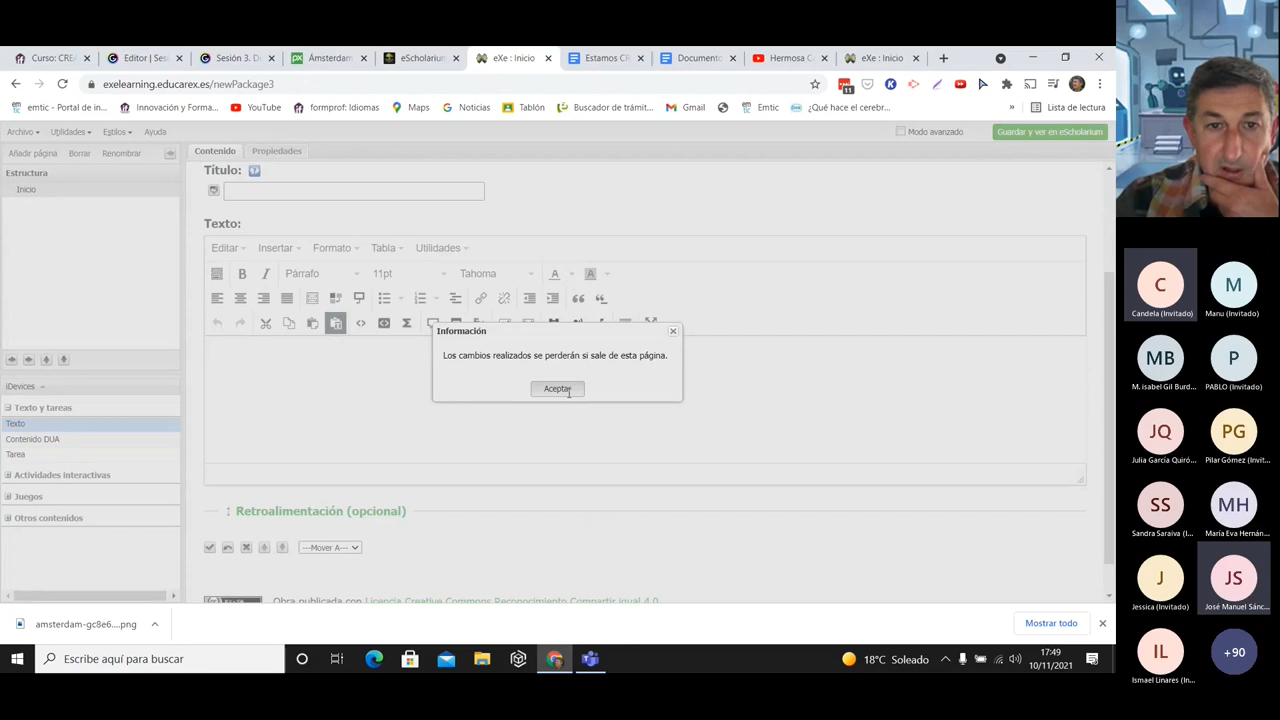 Curso: CREA
Editor | Ses
Sesión 3. D
Ámsterdam
eScholarium
eXe : Inicio
Estamos CR
Documento
Hermosa C
eXe : Inicio
exelearning.educarex.es/newPackage3
11
emtic - Portal de in...
Innovación y Forma...
YouTube
formprof: Idiomas
Maps
Noticias
Tablón
Buscador de trámit...
Gmail
Emtic
¿Qué hace el cerebr...
»
Lista de lectura
Archivo
Utilidades
Estilos
Ayuda
Modo avanzado
Guardar y ver en eScholarium
Añadir página
Borrar
Renombrar
Contenido
Propiedades
Estructura
Inicio
Título:
Texto:
Editar
Insertar
Formato
Tabla
Utilidades
B
I
Párrafo
11pt
Tahoma
A
A
Información
Los cambios realizados se perderán si sale de esta página.
Aceptar
iDevices
Texto y tareas
Texto
Contenido DUA
Tarea
Actividades interactivas
Juegos
Otros contenidos
Retroalimentación (opcional)
---Mover A---
Obra publicada con Licencia Creative Commons Reconocimiento Compartir igual 4.0
amsterdam-gc8e6....png
Mostrar todo
Escribe aquí para buscar
18°C Soleado
17:49
10/11/2021
C
Candela (Invitado)
M
Manu (Invitado)
MB
M. isabel Gil Burd...
P
PABLO (Invitado)
JQ
Julia García Quiró...
PG
Pilar Gómez (Invit...
SS
Sandra Saraiva (I...
MH
María Eva Hernán...
J
Jessica (Invitado)
JS
José Manuel Sánc...
IL
Ismael Linares (In...
+90